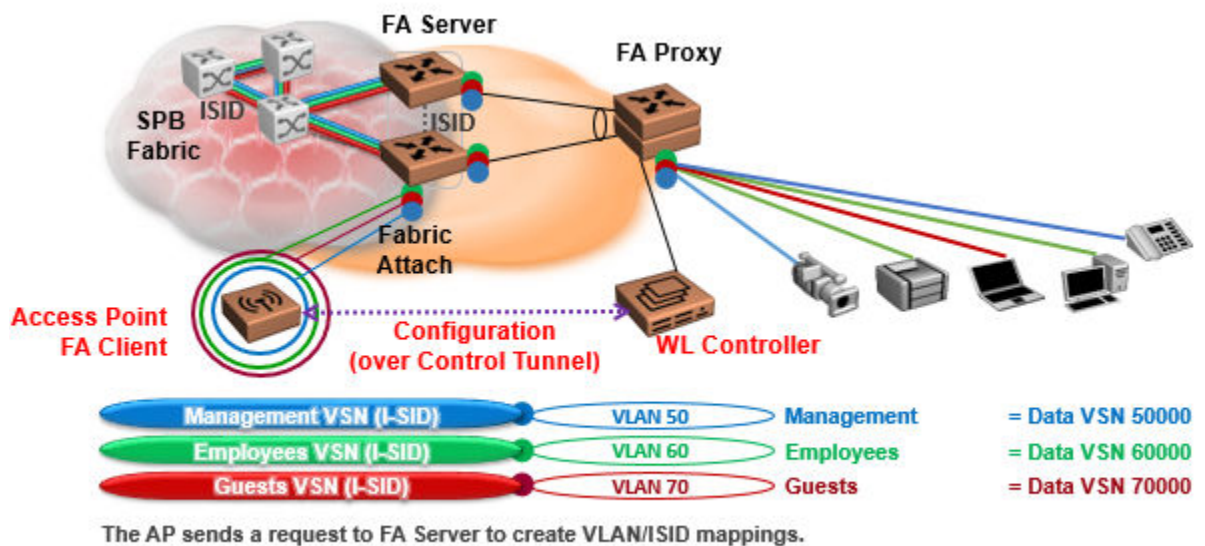 FA Server
FA Proxy
ISID
SPB
Fabric
ISID
Fabric
Attach
Access Point
FA Client
Configuration
(over Control Tunnel)
WL Controller
Management VSN (I-SID) VLAN 50 Management = Data VSN 50000
Employees VSN (I-SID) VLAN 60 Employees = Data VSN 60000
Guests VSN (I-SID) VLAN 70 Guests = Data VSN 70000
The AP sends a request to FA Server to create VLAN/ISID mappings.